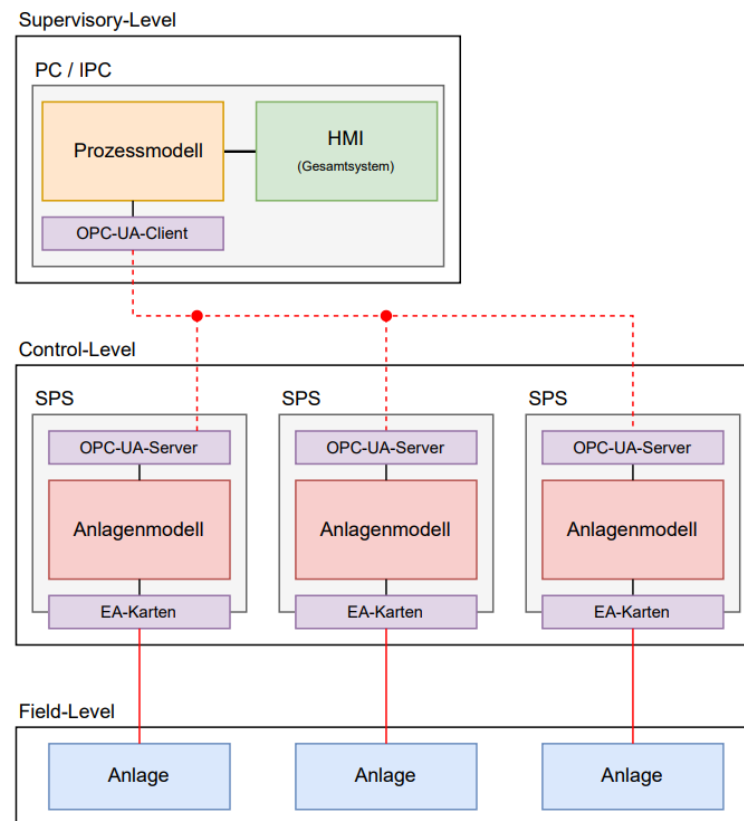 Supervisory-Level
PC / IPC
Prozessmodell
HMI
(Gesamtsystem)
OPC-UA-Client
Control-Level
SPS
SPS
SPS
OPC-UA-Server
OPC-UA-Server
OPC-UA-Server
Anlagenmodell
Anlagenmodell
Anlagenmodell
EA-Karten
EA-Karten
EA-Karten
Field-Level
Anlage
Anlage
Anlage